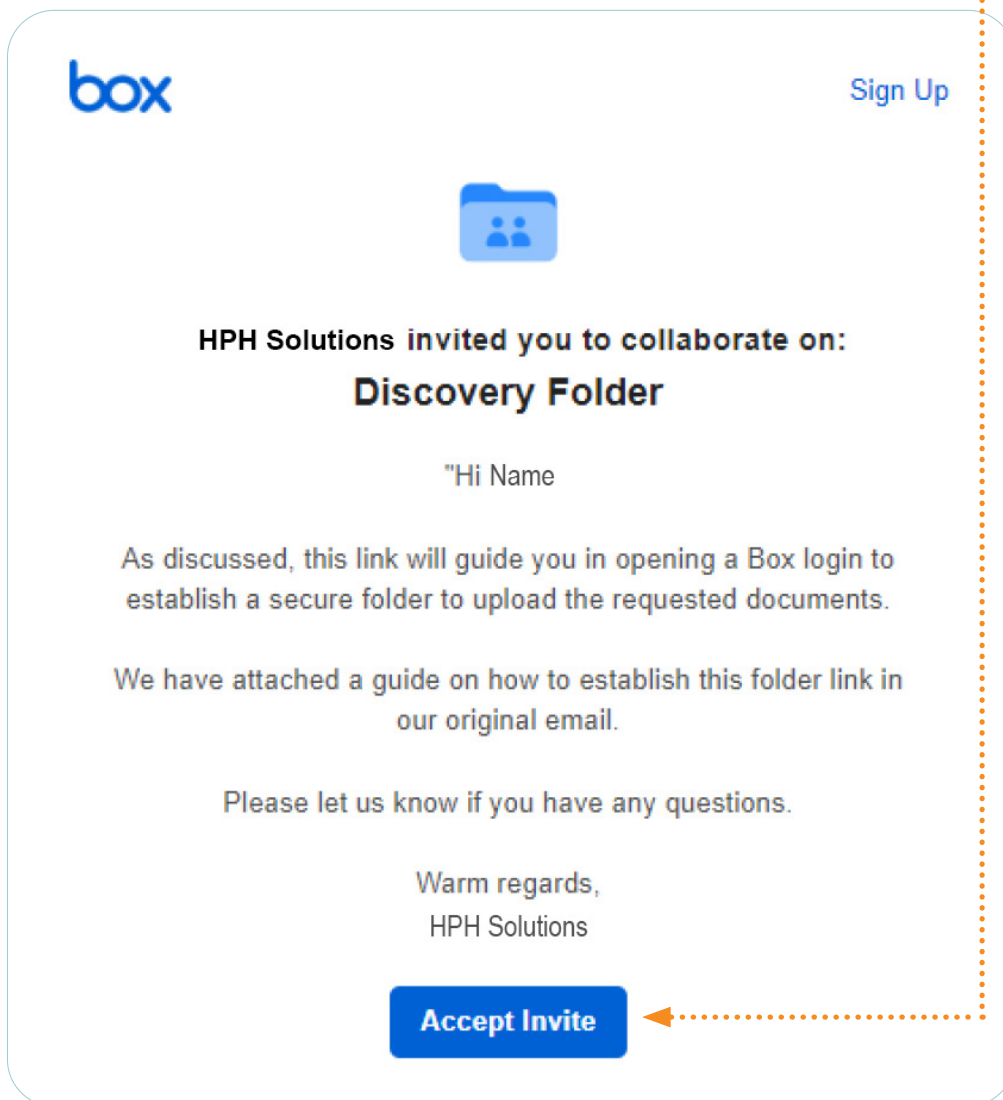 box
Sign Up
HPH Solutions invited you to collaborate on:
Discovery Folder
"Hi Name
As discussed, this link will guide you in opening a Box login to
establish a secure folder to upload the requested documents.
We have attached a guide on how to establish this folder link in
our original email.
Please let us know if you have any questions.
Warm regards,
HPH Solutions
Accept Invite